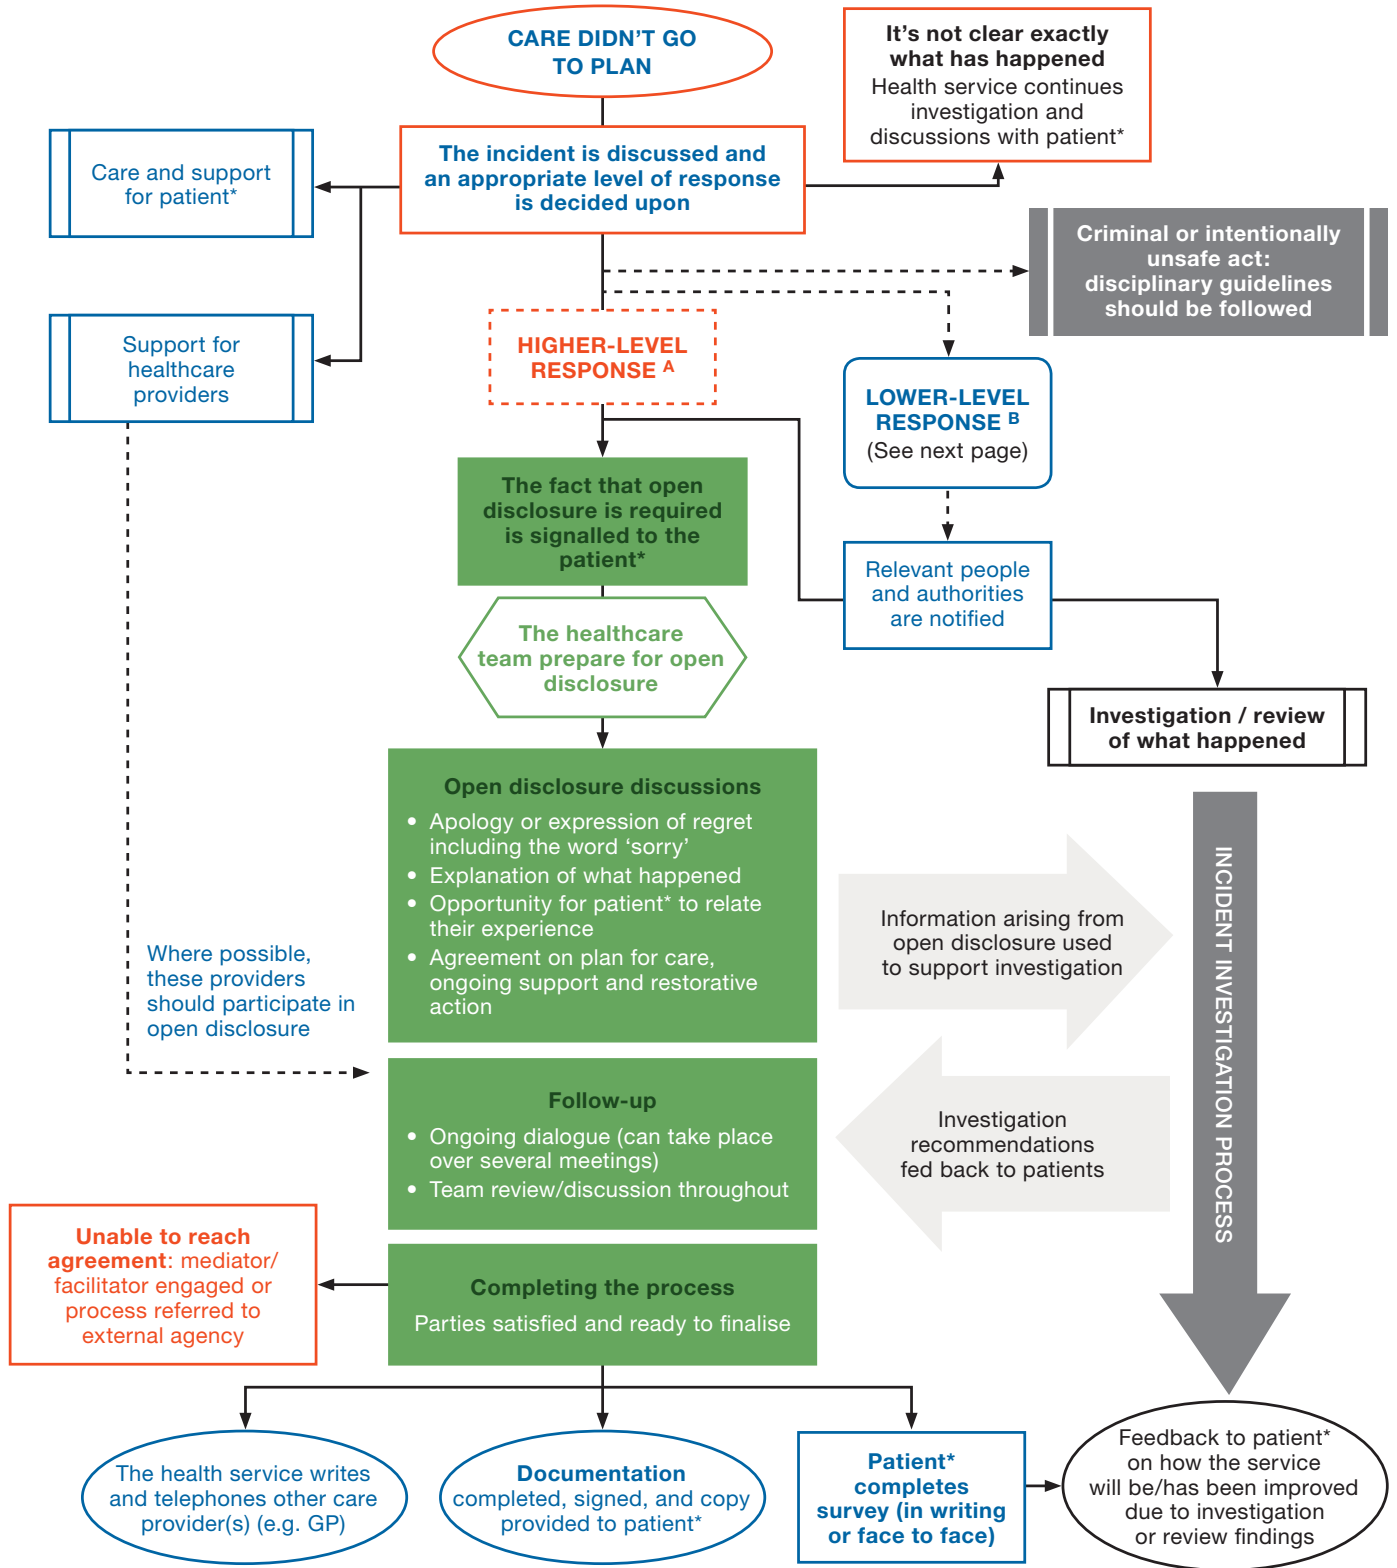 CARE DIDN’T GO
TO PLAN
It’s not clear exactly
what has happened
Health service continues
investigation and
discussions with patient*
The incident is discussed and
an appropriate level of response
is decided upon
Care and support
for patient*
Criminal or intentionally
unsafe act:
disciplinary guidelines
should be followed
Support for
healthcare
providers
HIGHER-LEVEL
RESPONSE A
LOWER-LEVEL
RESPONSE B
(See next page)
The fact that open
disclosure is required
is signalled to the
patient*
Relevant people
and authorities
are notified
The healthcare
team prepare for open
disclosure
Investigation / review
of what happened
Open disclosure discussions
• Apology or expression of regret
including the word ‘sorry’
• Explanation of what happened
• Opportunity for patient* to relate
their experience
• Agreement on plan for care,
ongoing support and restorative
action
Information arising from
open disclosure used
to support investigation
INCIDENT INVESTIGATION PROCESS
Where possible,
these providers
should participate in
open disclosure
Follow-up
• Ongoing dialogue (can take place
over several meetings)
• Team review/discussion throughout
Investigation
recommendations
fed back to patients
Unable to reach
agreement: mediator/
facilitator engaged or
process referred to
external agency
Completing the process
Parties satisfied and ready to finalise
The health service writes
and telephones other care
provider(s) (e.g. GP)
Documentation
completed, signed, and copy
provided to patient*
Patient*
completes
survey (in writing
or face to face)
Feedback to patient*
on how the service
will be/has been improved
due to investigation
or review findings